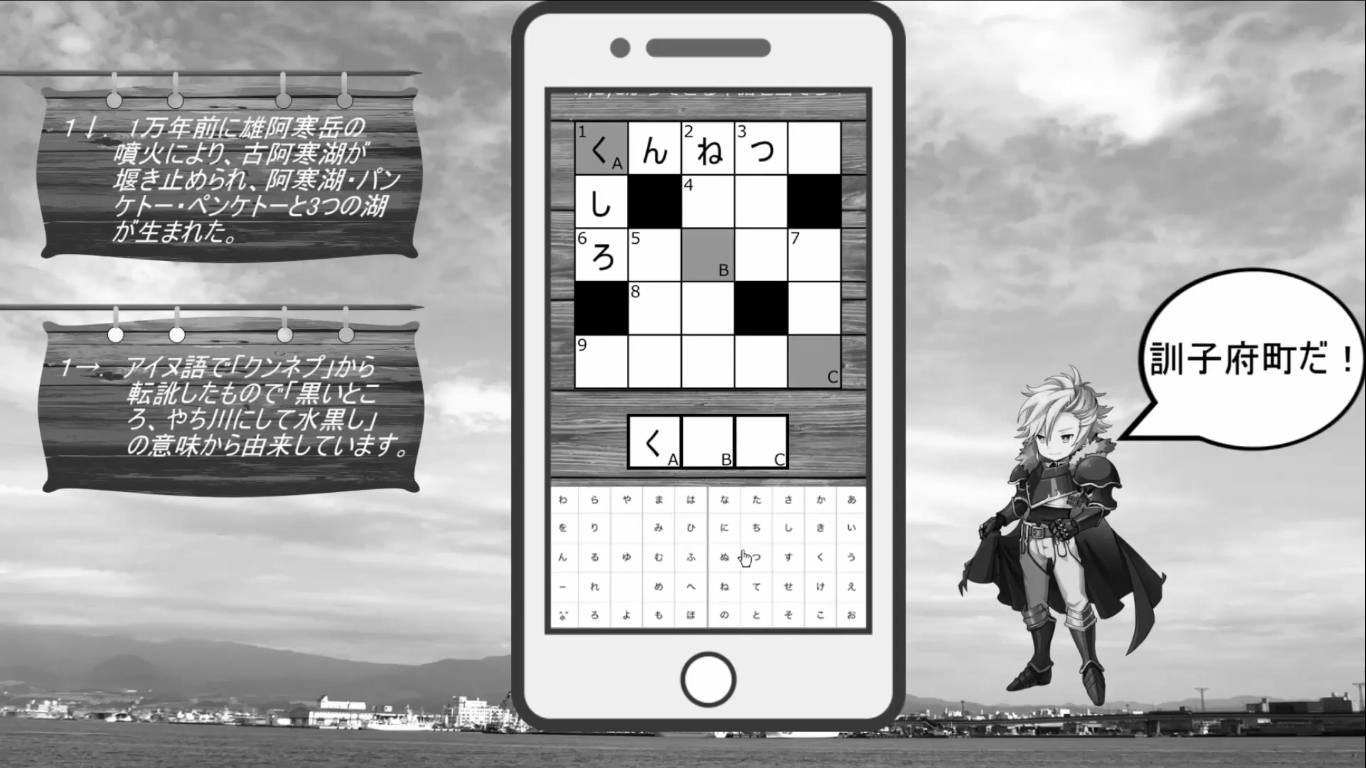 1↓. 1万年前に雄阿寒岳の
噴火により、古阿寒湖が
堰き止められ、阿寒湖・パン
ケトー・ペンケトーと3つの湖
が生まれた。
1→. アイヌ語で「クンネプ」から
転訛したもので「黒いとこ
ろ、やち川にして水黒し」
の意味から由来しています。
1 く A ん 2 ね 3 つ
し 4
6 ろ 5 B 7
8
9 C
く A B C
わ ら や ま は な た さ か あ
を り み ひ に ち し き い
ん る ゆ む ふ ぬ つ す く う
ー れ め へ ね て せ け え
ろ よ も ほ の と そ こ お
訓子府町だ！